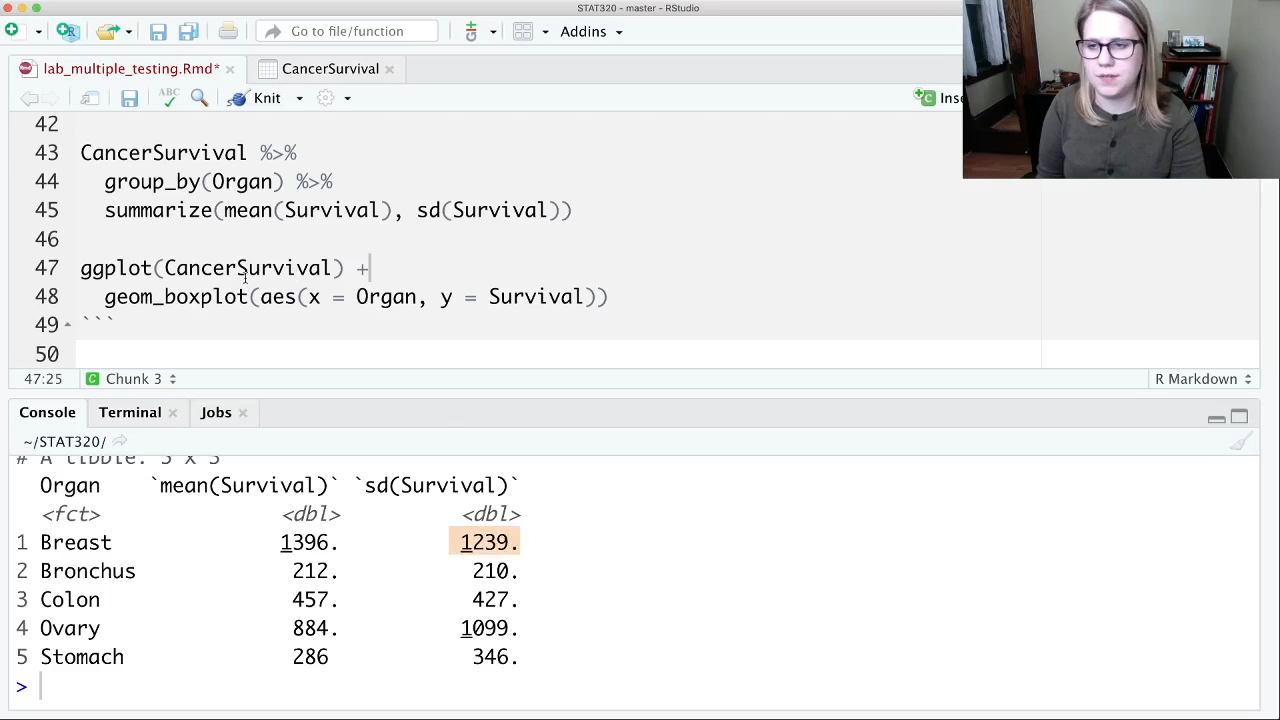 STAT320 - master - RStudio
Go to file/function
Addins
lab_multiple_testing.Rmd*
CancerSurvival
ABC
Knit
Inse
42
43 CancerSurvival %>%
44 group_by(Organ) %>%
45 summarize(mean(Survival), sd(Survival))
46
47 ggplot(CancerSurvival) +
48 geom_boxplot(aes(x = Organ, y = Survival))
49 ```
50
47:25 Chunk 3 R Markdown
Console Terminal Jobs
~/STAT320/
# A tibble: 5 x 3
Organ `mean(Survival)` `sd(Survival)`
<fct> <dbl> <dbl>
1 Breast 1396. 1239.
2 Bronchus 212. 210.
3 Colon 457. 427.
4 Ovary 884. 1099.
5 Stomach 286 346.
>